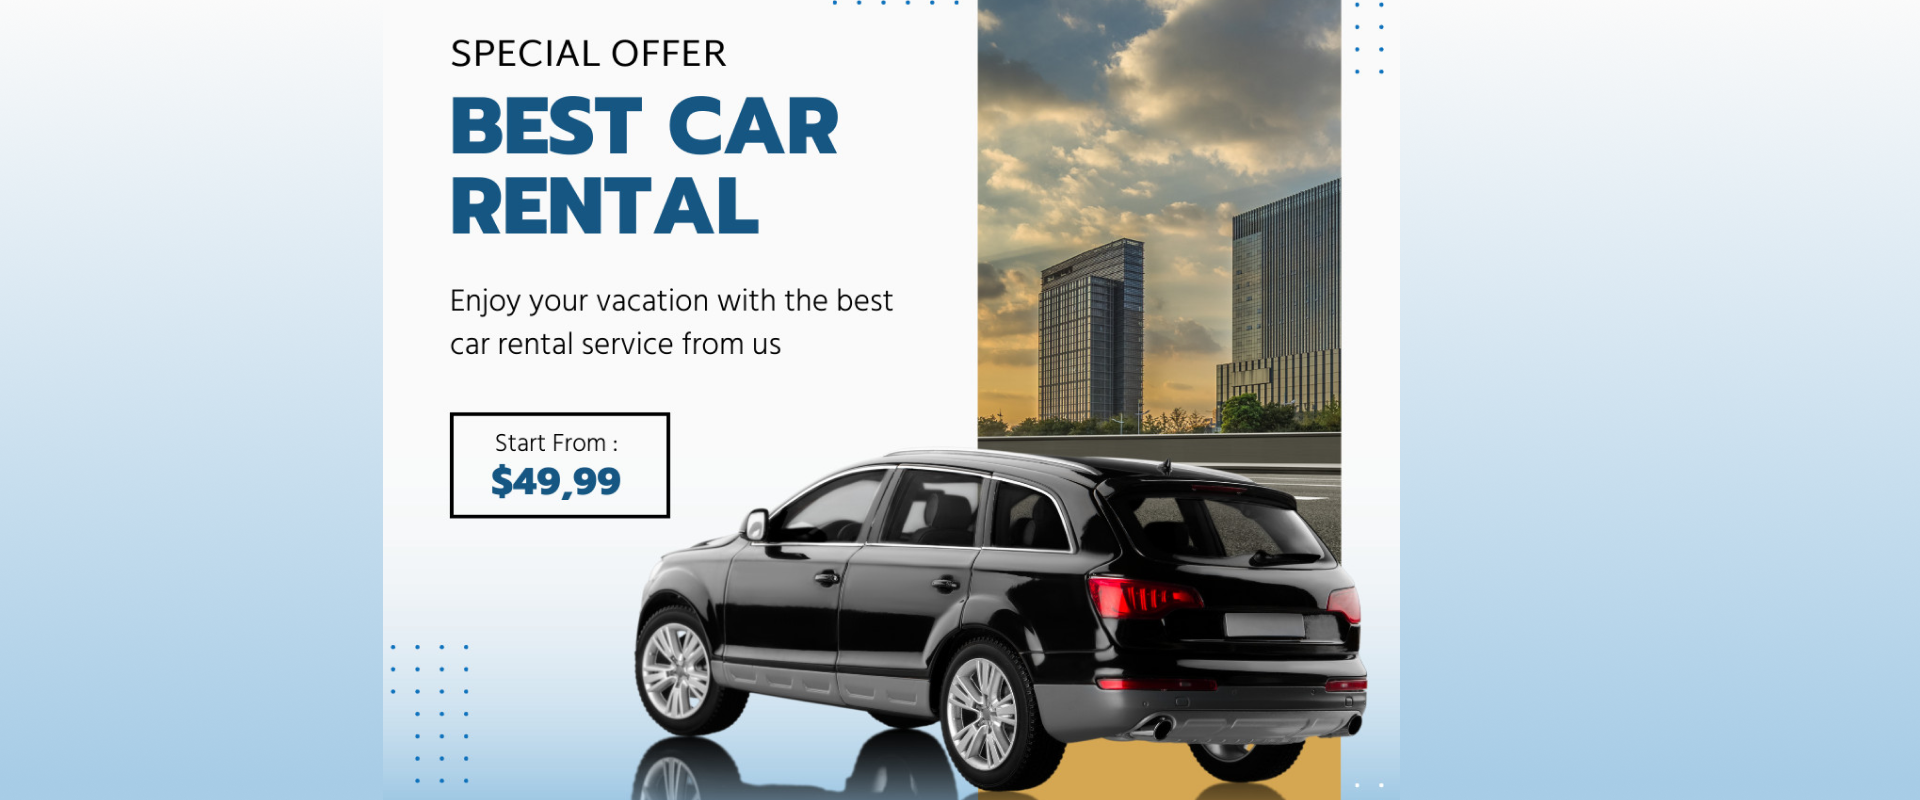 SPECIAL OFFER
BEST CAR
RENTAL
Enjoy your vacation with the best
car rental service from us
Start From :
$49,99